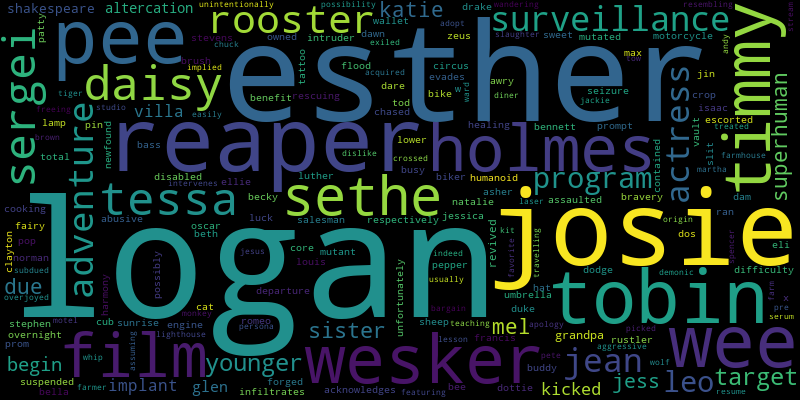 shakespeare
altercation
unintentionally
possibility
katie
drake
wandering
resembling
rooster
surveillance
pee
esther
timmy
sergei
daisy
reaper
holmes
actress
superhuman
adventure
tessa
sethe
program
logan
josie
tobin
film
wesker
wee
sister
younger
jean
leo
target
begin
implant
glen
mel
kicked
jess
due
villa
patty
stevens
owned
intruder
wallet
dawn
exiled
adopt
slaughter
sweet
mutated
motorcycle
andy
stream
chuck
implied
brush
tattoo
zeus
max
low
jin
tiger
studio
acquired
flood
circus
evades
awry
seizure
bike
ward
jackie
crop
isaac
freeing
easily
benefit
rescuing
dare
tod
chased
diner
escorted
vault
treated
lamp
pin
newfound
healing
bennett
prompt
brown
total
bass
dislike
crossed
lower
busy
biker
humanoid
contained
slit
farmhouse
martha
disabled
ellie
luther
asher
assaulted
bravery
dam
becky
natalie
laser
origin
ran
cooking
abusive
luck
salesman
respectively
jessica
revived
kit
favorite
travelling
dos
spencer
eli
fairy
pop
oscar
beth
jesus
core
mutant
indeed
pepper
usually
dodge
demonic
difficulty
clayton
norman
subdued
overjoyed
harmony
possibly
cat
louis
departure
unfortunately
umbrella
hat
duke
farm
x
pre
serum
stephen
overnight
motel
cub
sunrise
engine
lighthouse
romeo
persona
monkey
sheep
teaching
bargain
apology
picked
prom
whip
assuming
lesson
francis
grandpa
rustler
aggressive
wolf
suspended
farmer
bella
forged
infiltrates
acknowledges
bee
featuring
dottie
pete
buddy
resume
intervenes